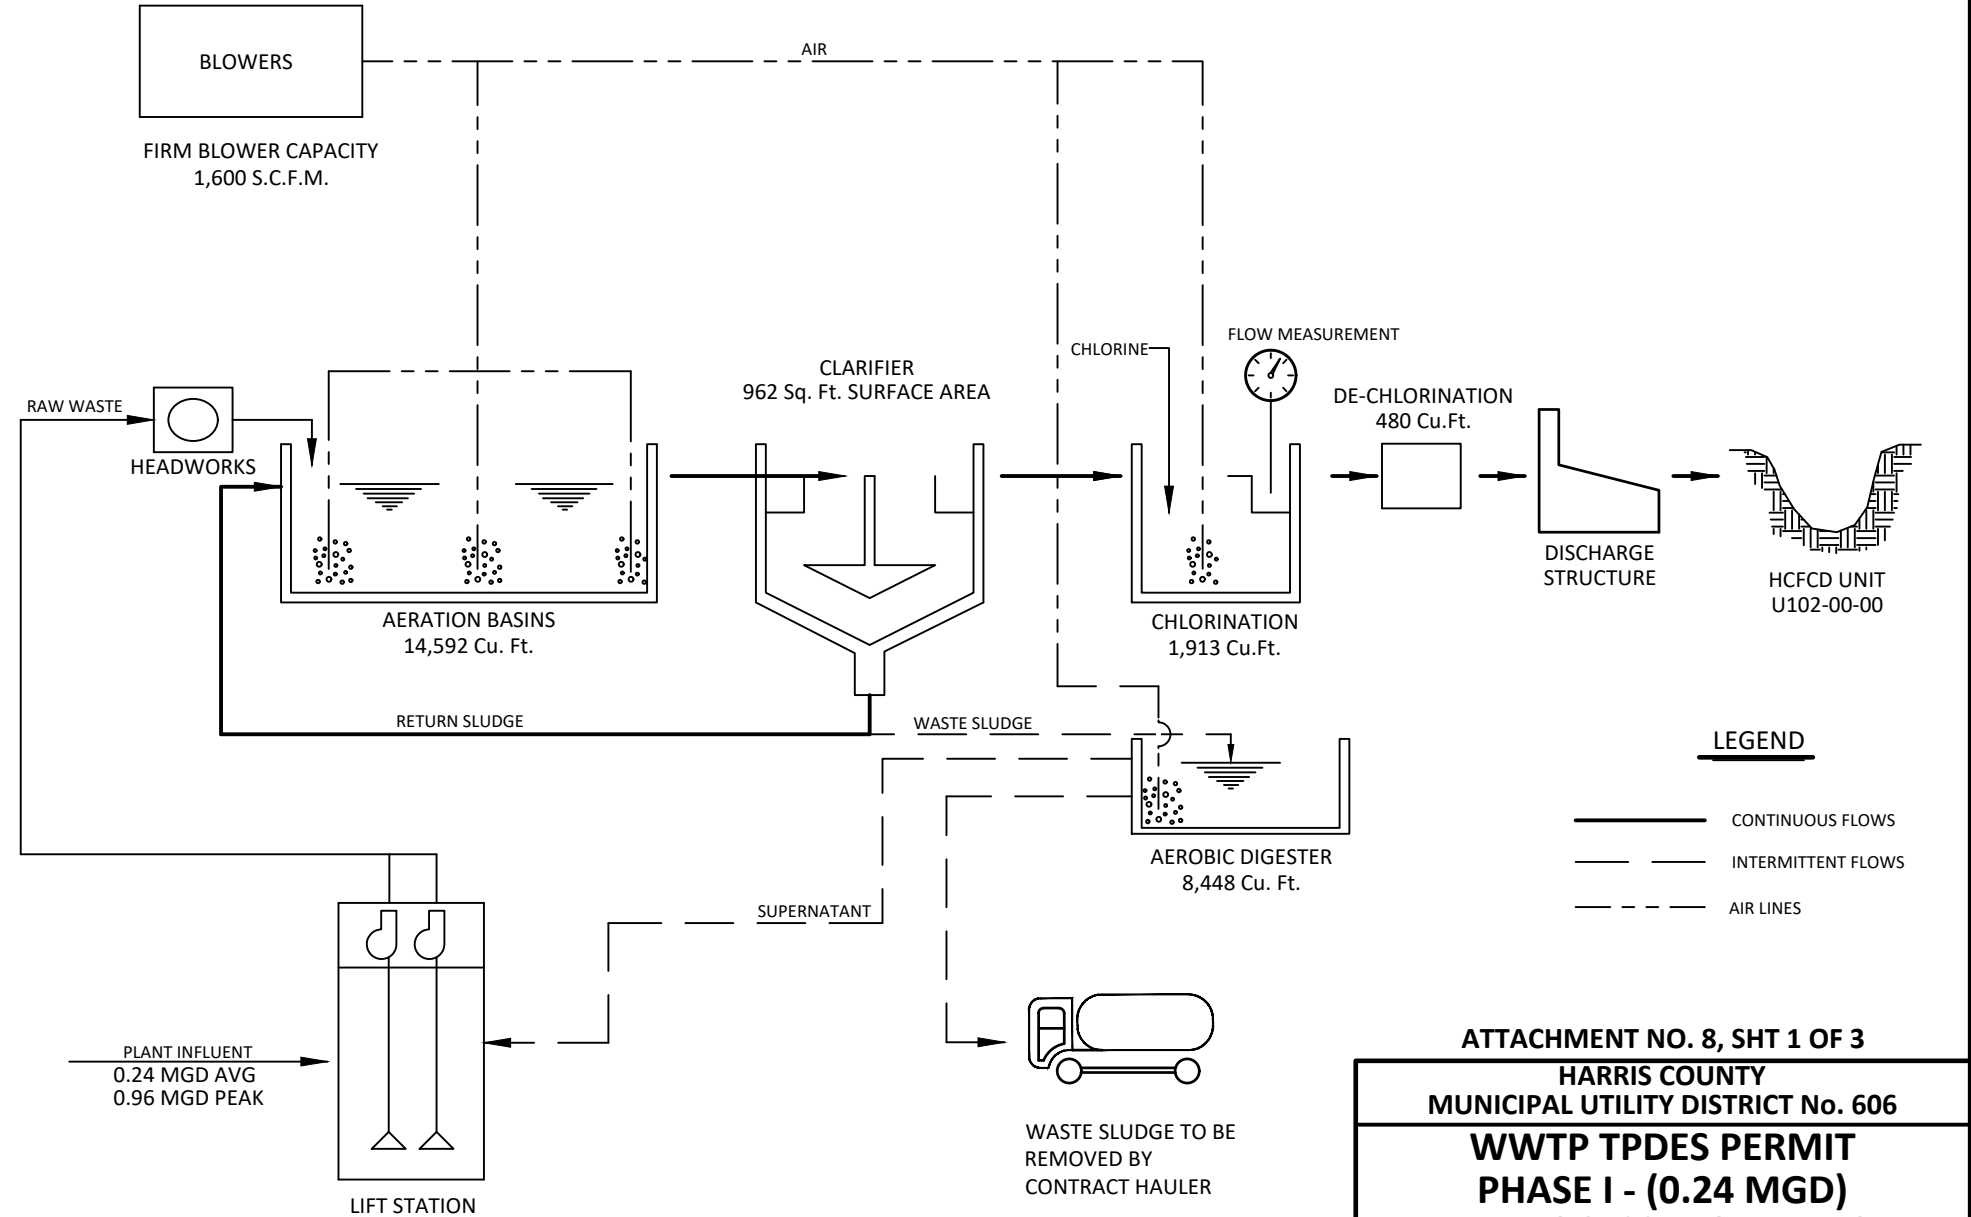 BLOWERS
AIR
FIRM BLOWER CAPACITY
1,600 S.C.F.M.
FLOW MEASUREMENT
CHLORINE
CLARIFIER
962 Sq. Ft. SURFACE AREA
DE-CHLORINATION
480 Cu.Ft.
RAW WASTE
HEADWORKS
DISCHARGE
STRUCTURE
HCFCD UNIT
U102-00-00
AERATION BASINS
14,592 Cu. Ft.
CHLORINATION
1,913 Cu.Ft.
RETURN SLUDGE
WASTE SLUDGE
LEGEND
CONTINUOUS FLOWS
INTERMITTENT FLOWS
AIR LINES
AEROBIC DIGESTER
8,448 Cu. Ft.
SUPERNATANT
PLANT INFLUENT
0.24 MGD AVG
0.96 MGD PEAK
LIFT STATION
WASTE SLUDGE TO BE
REMOVED BY
CONTRACT HAULER
ATTACHMENT NO. 8, SHT 1 OF 3
HARRIS COUNTY
MUNICIPAL UTILITY DISTRICT No. 606
WWTP TPDES PERMIT
PHASE I - (0.24 MGD)